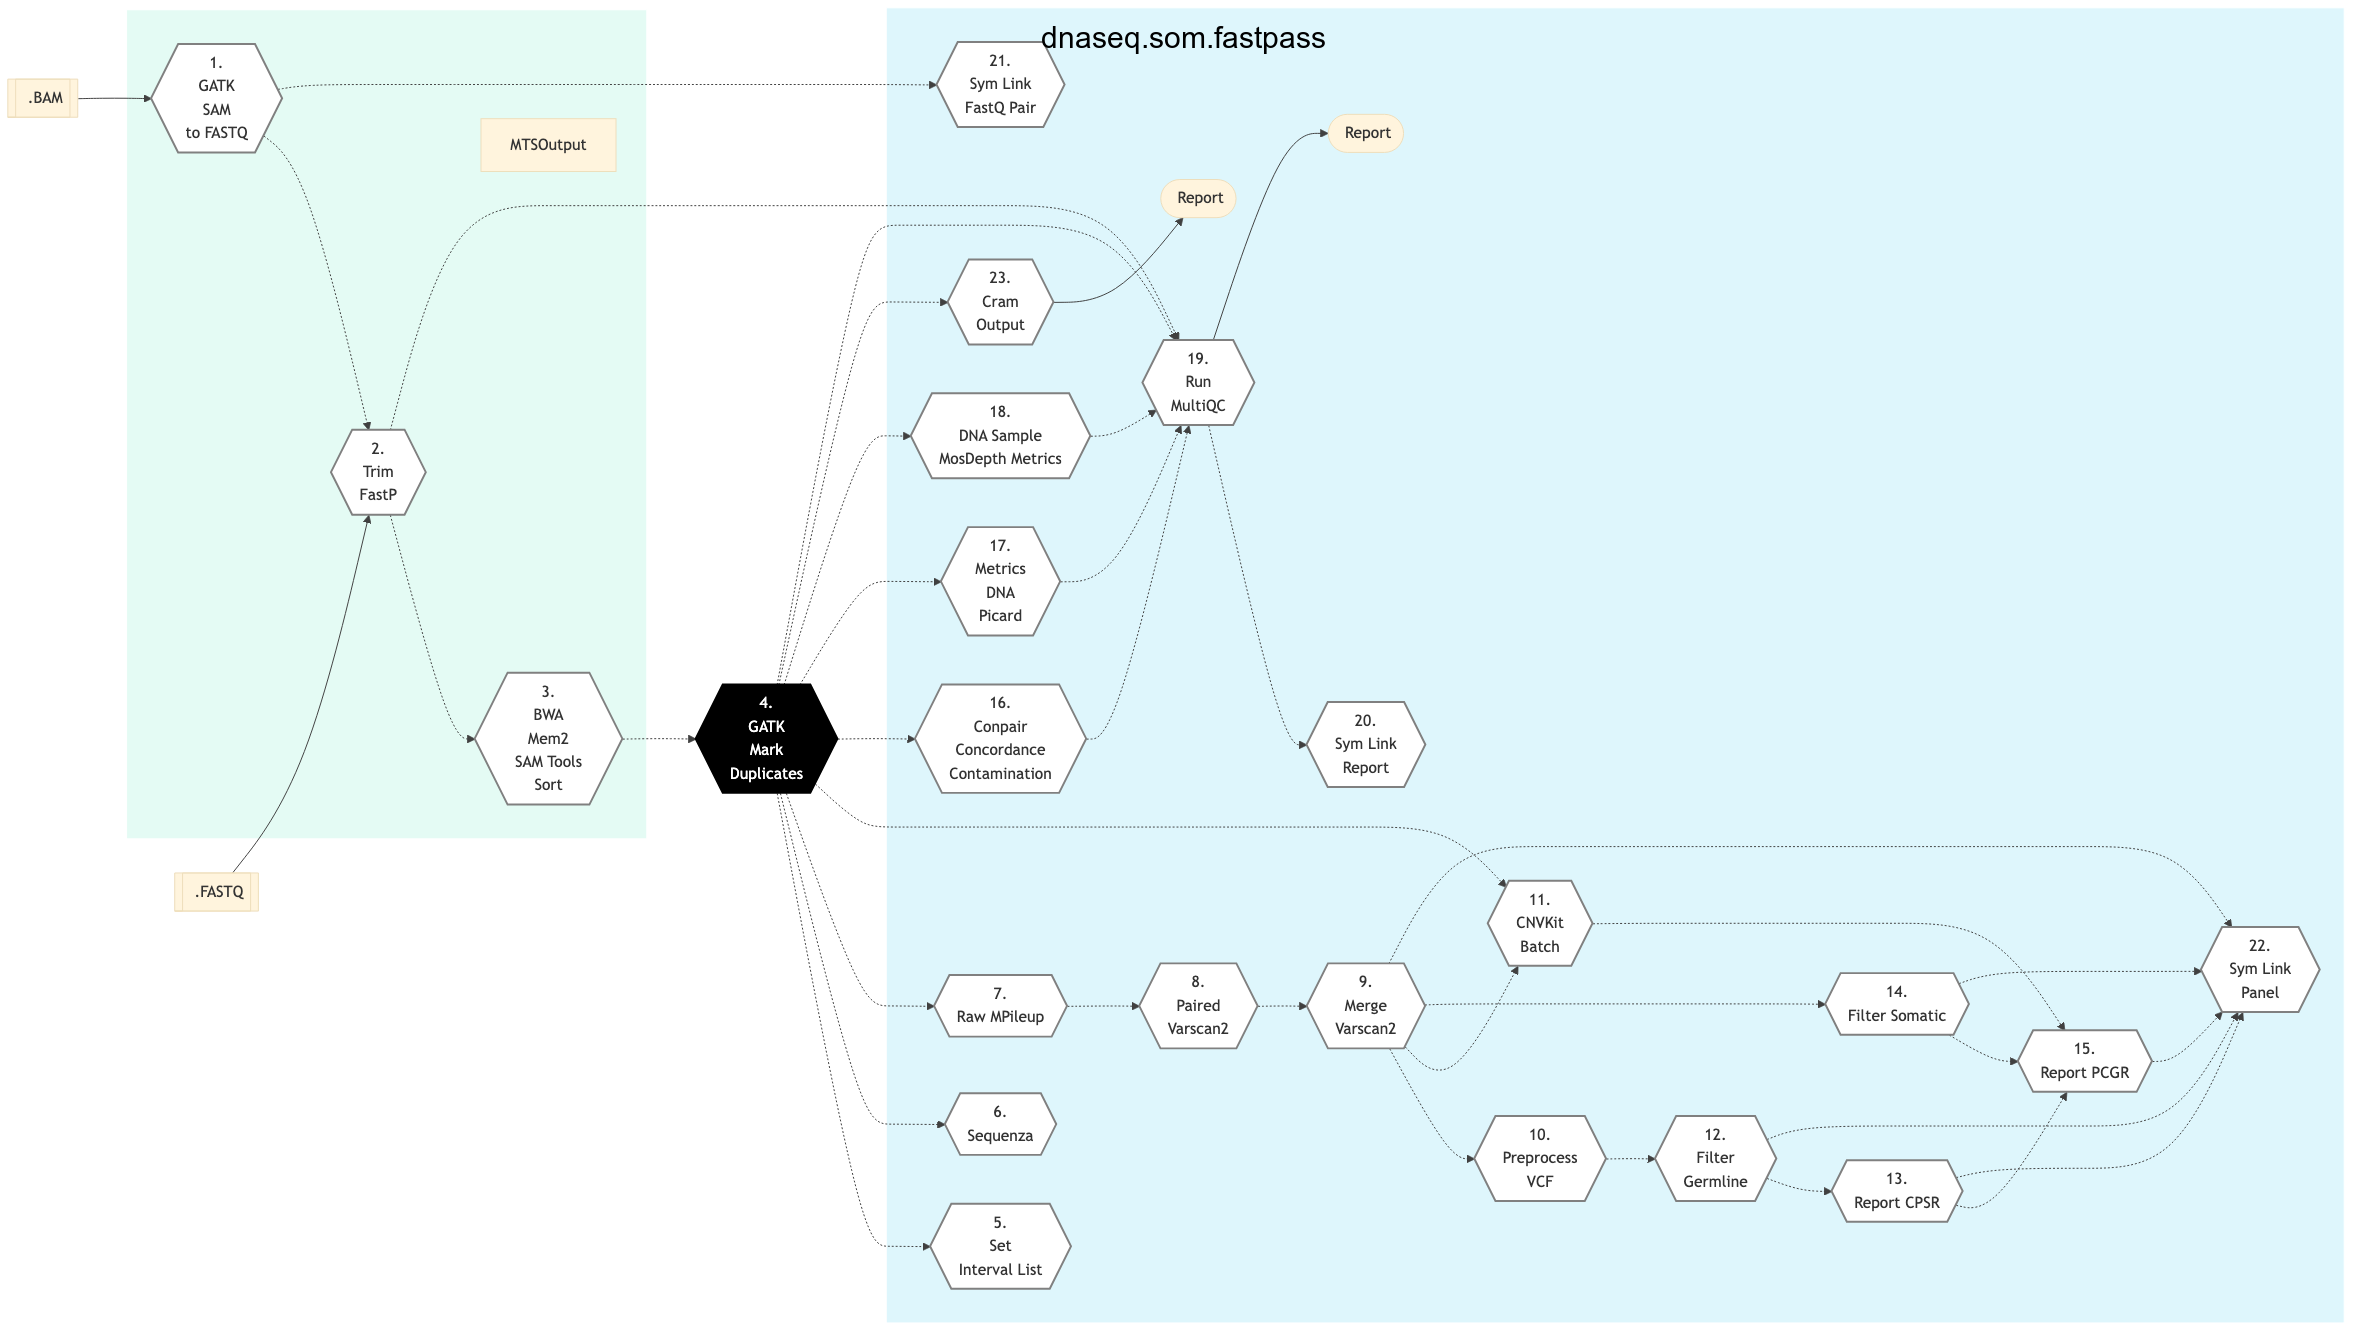 dnaseq.som.fastpass
.BAM
1.
GATK
SAM
to FASTQ
MTSOutput
2.
Trim
FastP
3.
BWA
Mem2
SAM Tools
Sort
.FASTQ
4.
GATK
Mark
Duplicates
21.
Sym Link
FastQ Pair
Report
Report
23.
Cram
Output
19.
Run
MultiQC
18.
DNA Sample
MosDepth Metrics
17.
Metrics
DNA
Picard
16.
Conpair
Concordance
Contamination
20.
Sym Link
Report
11.
CNVKit
Batch
7.
Raw MPileup
8.
Paired
Varscan2
9.
Merge
Varscan2
14.
Filter Somatic
22.
Sym Link
Panel
15.
Report PCGR
6.
Sequenza
10.
Preprocess
VCF
12.
Filter
Germline
13.
Report CPSR
5.
Set
Interval List